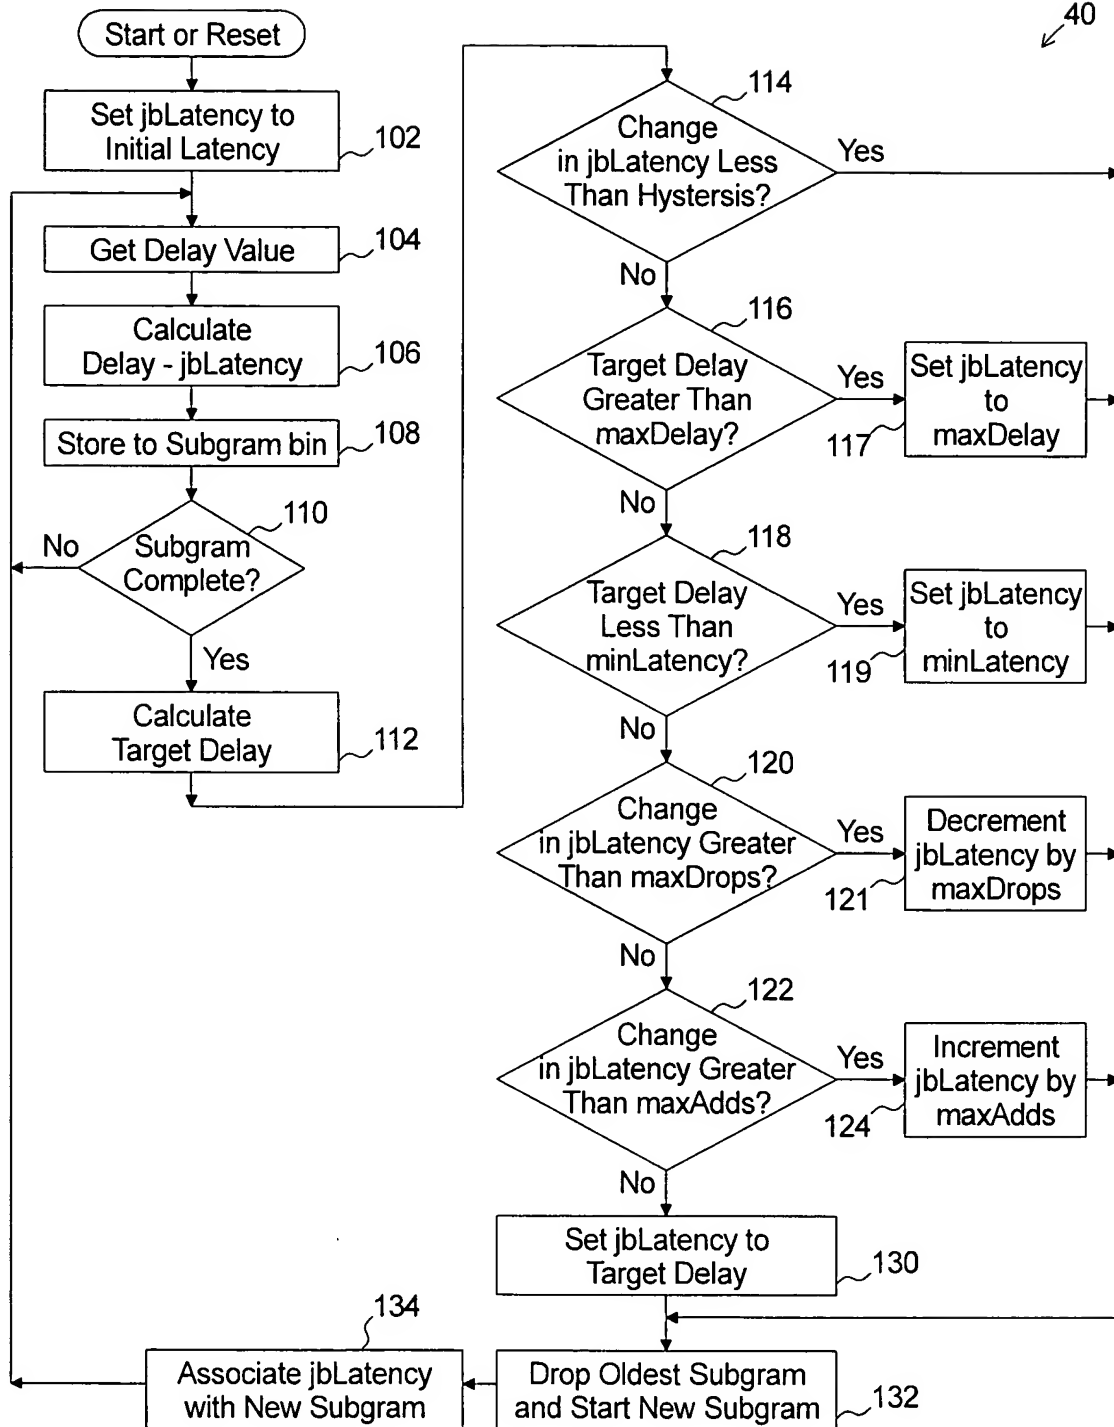 40
Start or Reset
Set jbLatency to
Initial Latency
102
Get Delay Value
104
Calculate
Delay - jbLatency
106
Store to Subgram bin
108
Subgram
Complete?
110
No
Yes
Calculate
Target Delay
112
Change
in jbLatency Less
Than Hystersis?
114
Yes
No
Target Delay
Greater Than
maxDelay?
116
Yes
Set jbLatency
to
maxDelay
117
No
Target Delay
Less Than
minLatency?
118
Yes
Set jbLatency
to
minLatency
119
No
Change
in jbLatency Greater
Than maxDrops?
120
Yes
Decrement
jbLatency by
maxDrops
121
No
Change
in jbLatency Greater
Than maxAdds?
122
Yes
Increment
jbLatency by
maxAdds
124
No
Set jbLatency to
Target Delay
130
Drop Oldest Subgram
and Start New Subgram
132
Associate jbLatency
with New Subgram
134